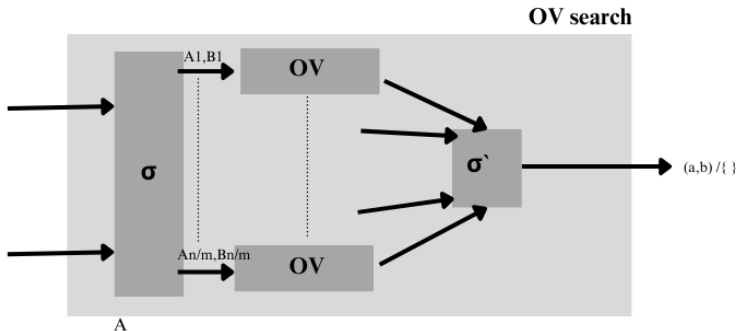 OV search
A1,B1
OV
σ
σ`
(a,b) /{ }
An/m,Bn/m
OV
A